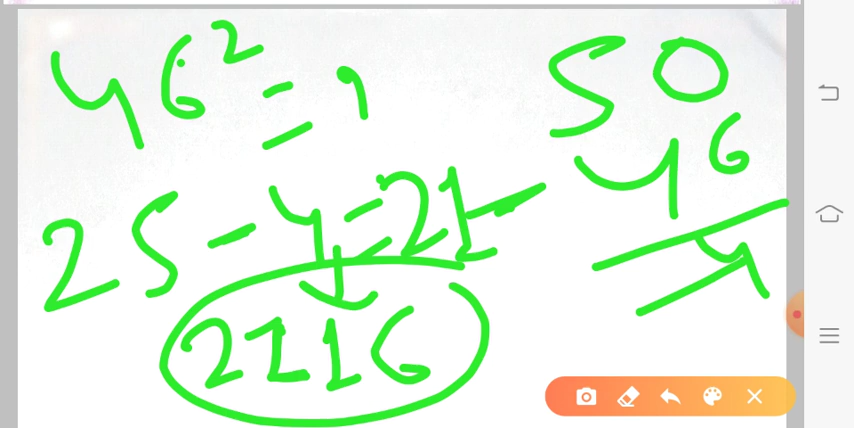 46² = ?
50
46
4
25 - 4 = 21 -
2116